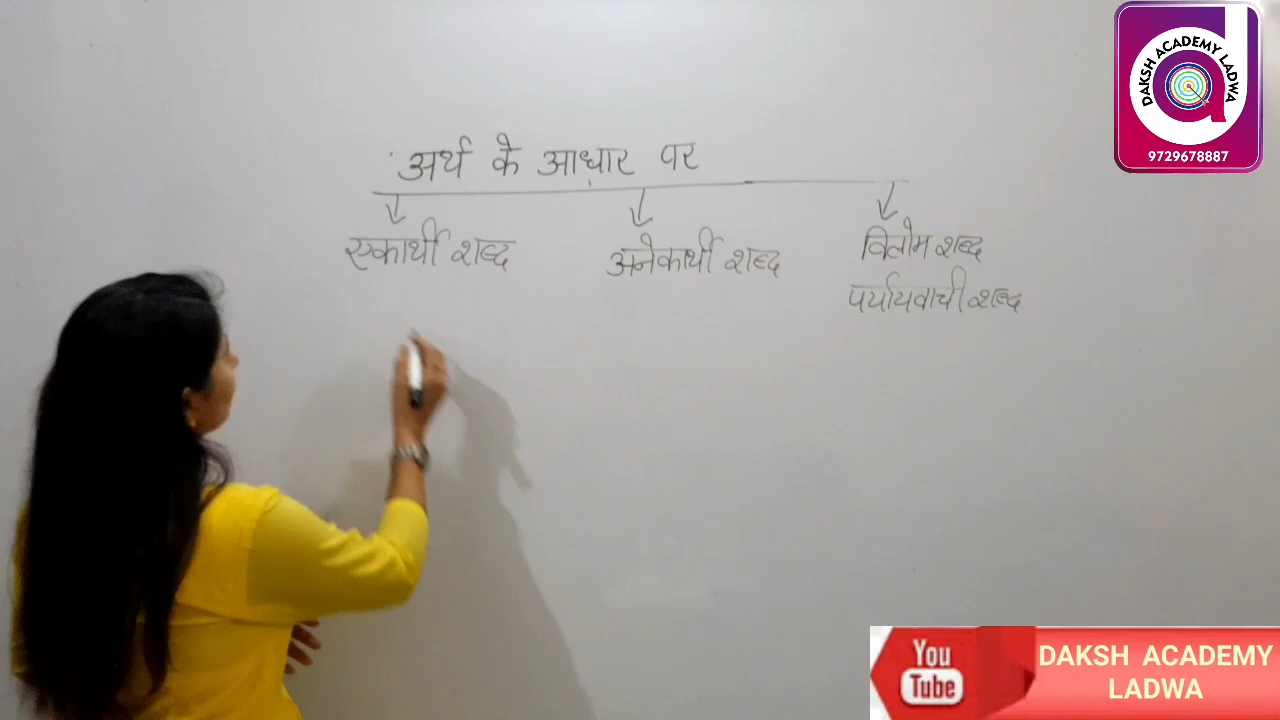 DAKSH ACADEMY LADWA
9729678887
अर्थ के आधार पर
एकार्थी शब्द
अनेकार्थी शब्द
विलोम शब्द
पर्यायवाची शब्द
You
Tube
DAKSH ACADEMY
LADWA